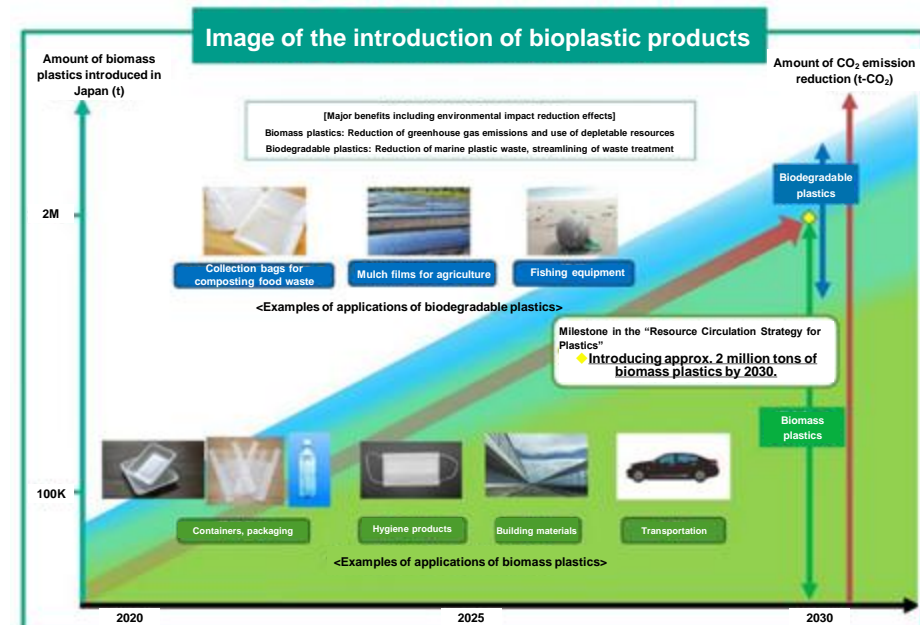 Image of the introduction of bioplastic products
Amount of biomass
plastics introduced in
Japan (t)
Amount of CO₂ emission
reduction (t-CO₂)
[Major benefits including environmental impact reduction effects]
Biomass plastics: Reduction of greenhouse gas emissions and use of depletable resources
Biodegradable plastics: Reduction of marine plastic waste, streamlining of waste treatment
Biodegradable
plastics
2M
Collection bags for
composting food waste
Mulch films for agriculture
Fishing equipment
<Examples of applications of biodegradable plastics>
Milestone in the “Resource Circulation Strategy for
Plastics”
Introducing approx. 2 million tons of
biomass plastics by 2030.
Biomass
plastics
100K
Containers, packaging
Hygiene products
Building materials
Transportation
<Examples of applications of biomass plastics>
2020
2025
2030